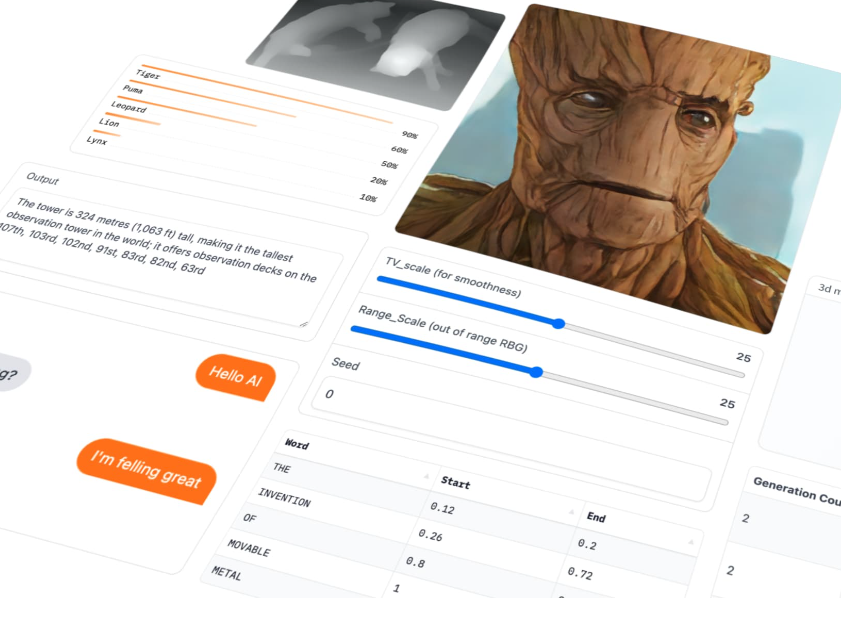 Tiger
Puma
Leopard
Lion
Lynx
90%
60%
50%
20%
10%
Output
The tower is 324 metres (1,063 ft) tall, making it the tallest
observation tower in the world; it offers observation decks on the
107th, 103rd, 102nd, 91st, 83rd, 82nd, 63rd
g?
Hello AI
I'm felling great
TV_scale (for smoothness)
25
Range_Scale (out of range RBG)
25
Seed
0
Word Start End
THE 0.12 0.2
INVENTION 0.26 0.72
OF 0.8
MOVABLE 1
METAL
3d m
Generation Cou
2
2